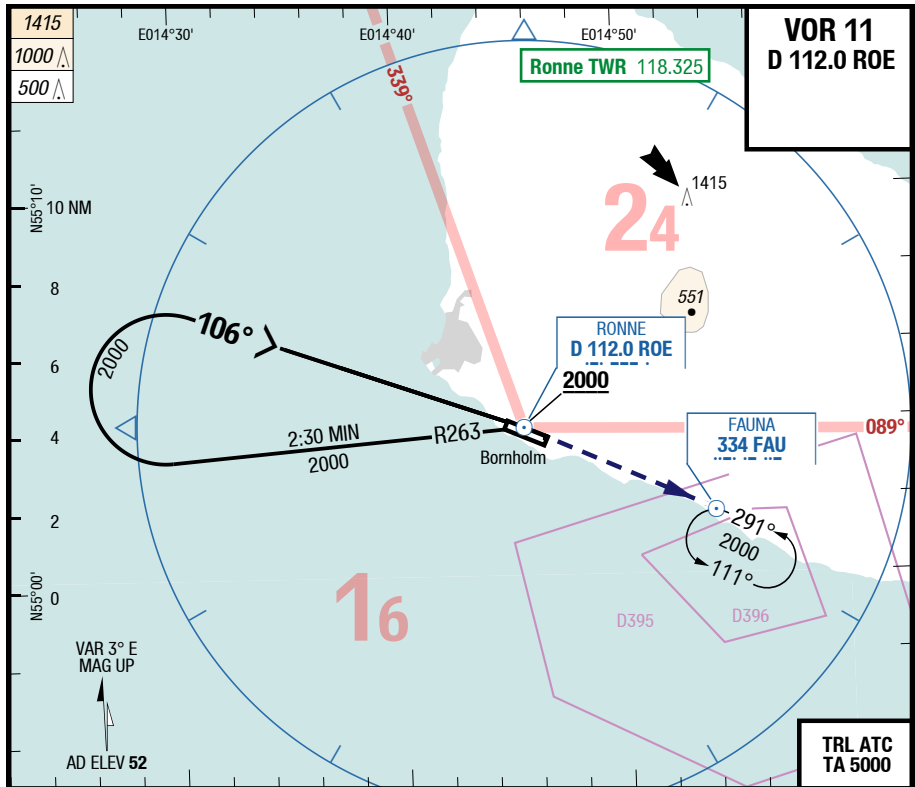 1415
1000
500
E014°30'
E014°40'
E014°50'
VOR 11
D 112.0 ROE
Ronne TWR 118.325
339°
1415
24
N55°10'
10 NM
8
6
4
2
0
N55°00'
551
106°
2000
RONNE
D 112.0 ROE
2000
089°
2:30 MIN
2000
R263
Bornholm
FAUNA
334 FAU
291°
2000
111°
D395
D396
16
VAR 3° E
MAG UP
AD ELEV 52
TRL ATC
TA 5000